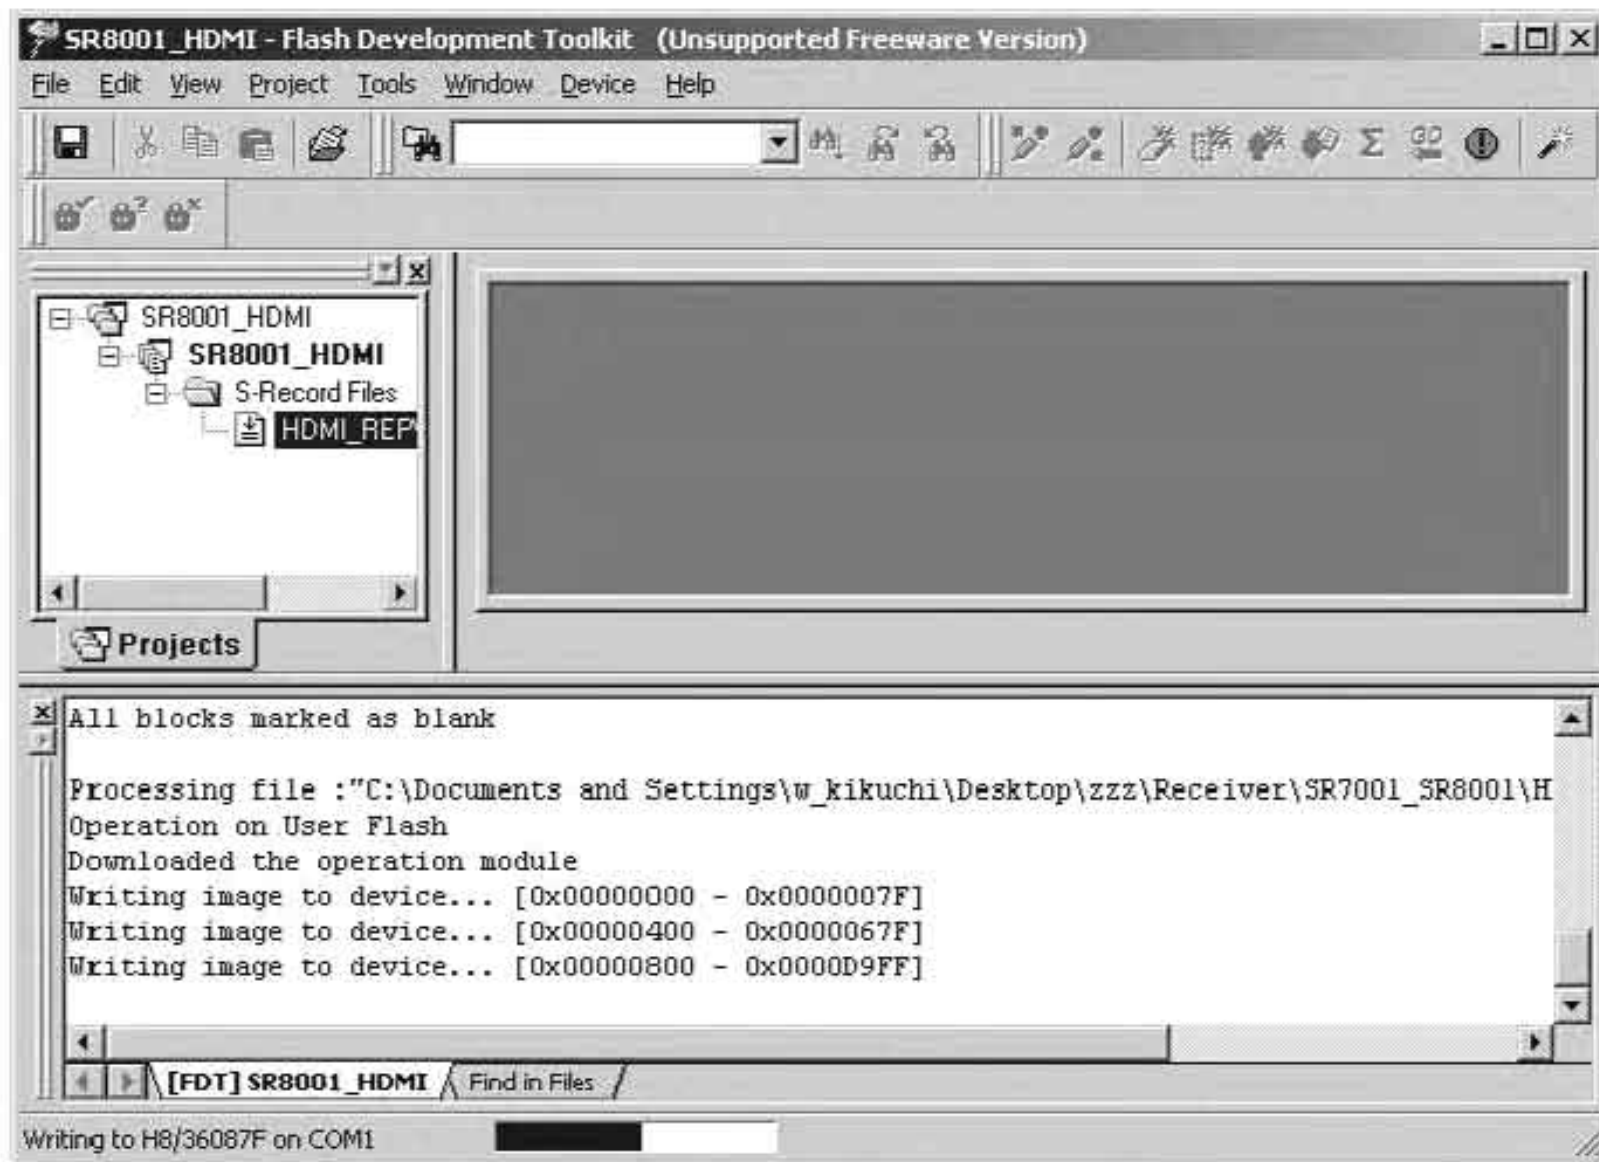 SR8001_HDMI - Flash Development Toolkit (Unsupported Freeware Version)
File Edit View Project Tools Window Device Help
SR8001_HDMI
SR8001_HDMI
S-Record Files
HDMI_REP
Projects
All blocks marked as blank
Processing file :"C:\Documents and Settings\w_kikuchi\Desktop\zzz\Receiver\SR7001_SR8001\H
Operation on User Flash
Downloaded the operation module
Writing image to device... [0x00000000 - 0x0000007F]
Writing image to device... [0x00000400 - 0x0000067F]
Writing image to device... [0x00000800 - 0x0000D9FF]
[FDT] SR8001_HDMI Find in Files
Writing to H8/36087F on COM1